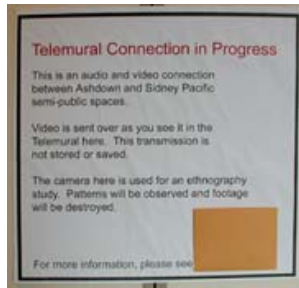 Telemural Connection in Progress
This is an audio and video connection
between Ashdown and Sidney Pacific
semi-public spaces.
Video is sent over as you see it in the
Telemural here. This transmission is
not stored or saved.
The camera here is used for an ethnography
study. Patterns will be observed and footage
will be destroyed.
For more information, please see